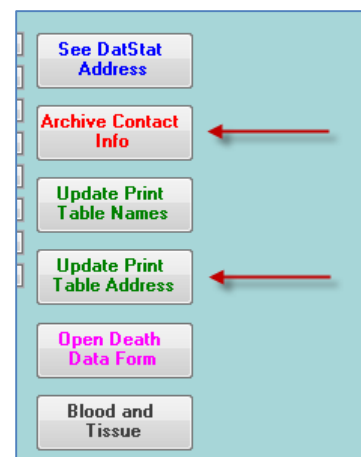 See DatStat
Address
Archive Contact
Info
Update Print
Table Names
Update Print
Table Address
Open Death
Data Form
Blood and
Tissue